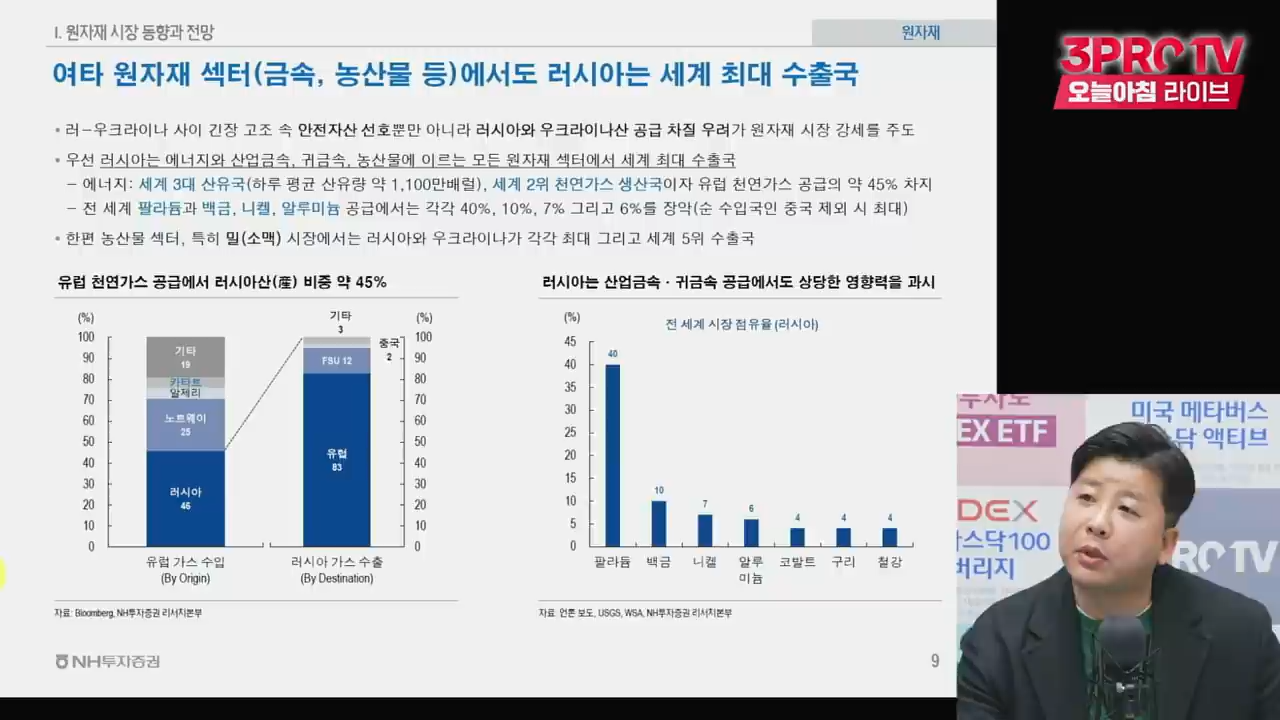 I. 원자재 시장 동향과 전망
원자재
3PROTV
오늘아침 라이브
여타 원자재 섹터(금속, 농산물 등)에서도 러시아는 세계 최대 수출국
• 러-우크라이나 사이 긴장 고조 속 안전자산 선호뿐만 아니라 러시아와 우크라이나산 공급 차질 우려가 원자재 시장 강세를 주도
• 우선 러시아는 에너지와 산업금속, 귀금속, 농산물에 이르는 모든 원자재 섹터에서 세계 최대 수출국
– 에너지: 세계 3대 산유국(하루 평균 산유량 약 1,100만배럴), 세계 2위 천연가스 생산국이자 유럽 천연가스 공급의 약 45% 차지
– 전 세계 팔라듐과 백금, 니켈, 알루미늄 공급에서는 각각 40%, 10%, 7% 그리고 6%를 장악(순 수입국인 중국 제외 시 최대)
• 한편 농산물 섹터, 특히 밀(소맥) 시장에서는 러시아와 우크라이나가 각각 최대 그리고 세계 5위 수출국
유럽 천연가스 공급에서 러시아산(産) 비중 약 45%
(%)
100
90
80
70
60
50
40
30
20
10
0
기타
19
카타르
알제리
노르웨이
25
러시아
46
기타
3
중국
2
FSU 12
유럽
83
(%)
100
90
80
70
60
50
40
30
20
10
0
유럽 가스 수입
(By Origin)
러시아 가스 수출
(By Destination)
자료: Bloomberg, NH투자증권 리서치본부
러시아는 산업금속 · 귀금속 공급에서도 상당한 영향력을 과시
(%)
전 세계 시장 점유율 (러시아)
45
40
35
30
25
20
15
10
5
0
40
10
7
6
4
4
4
팔라듐
백금
니켈
알루
미늄
코발트
구리
철강
자료: 언론 보도, USGS, WSA, NH투자증권 리서치본부
NH투자증권
9
EX ETF
미국 메타버스
액티브
DEX
스닥100
버리지
PROTV